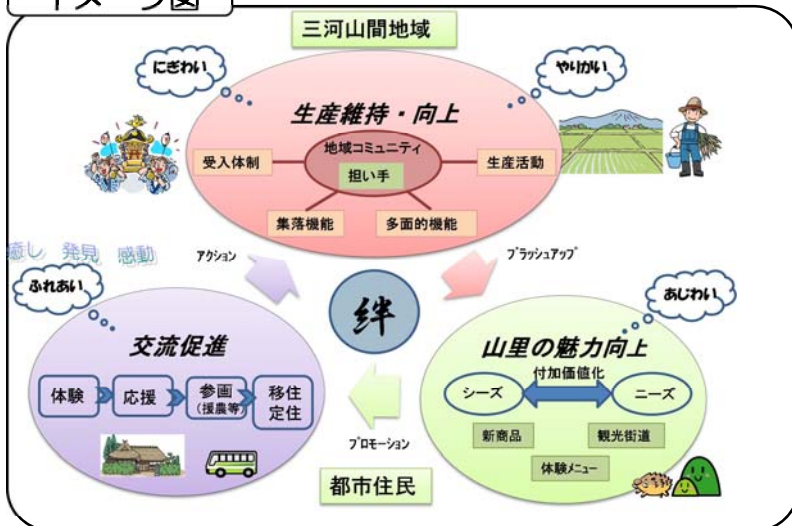 イメージ図
三河山間地域
にぎわい
やりがい
生産維持・向上
地域コミュニティ
担い手
受入体制
生産活動
集落機能
多面的機能
癒し 発見 感動
アクション
ブラッシュアップ
ふれあい
絆
あじわい
交流促進
体験
応援
参画
(援農等)
移住
定住
山里の魅力向上
付加価値化
シーズ
ニーズ
新商品
観光街道
体験メニュー
プロモーション
都市住民